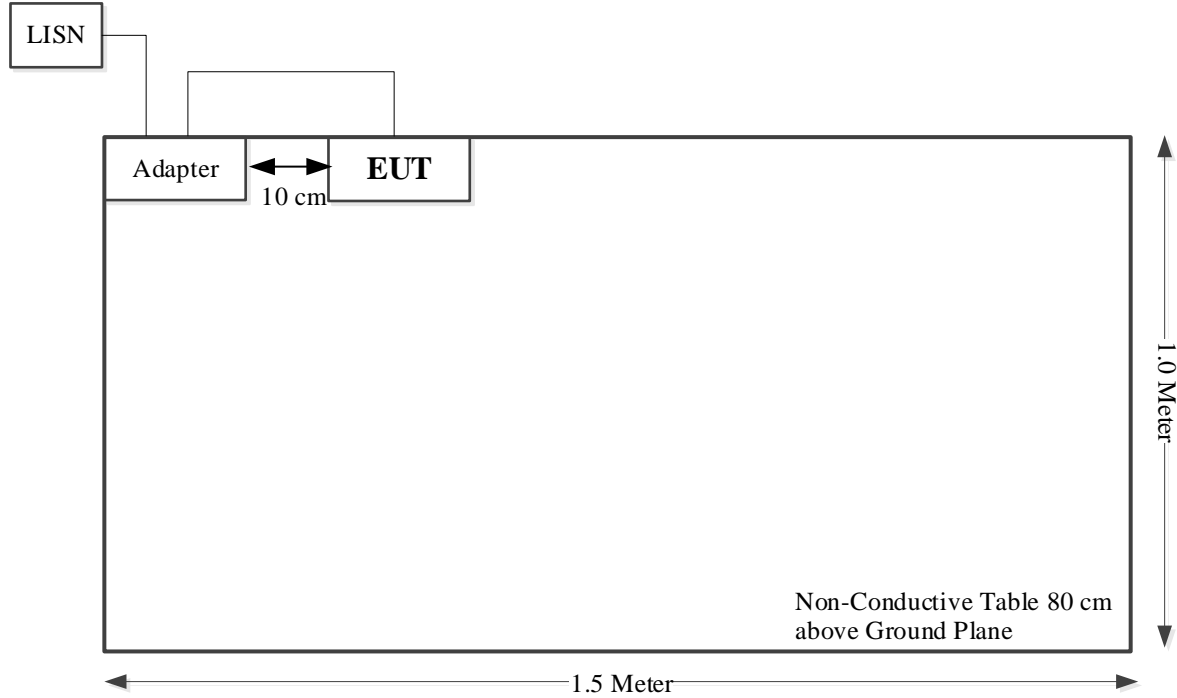 LISN
Adapter
EUT
10 cm
1.0 Meter
Non-Conductive Table 80 cm
above Ground Plane
1.5 Meter